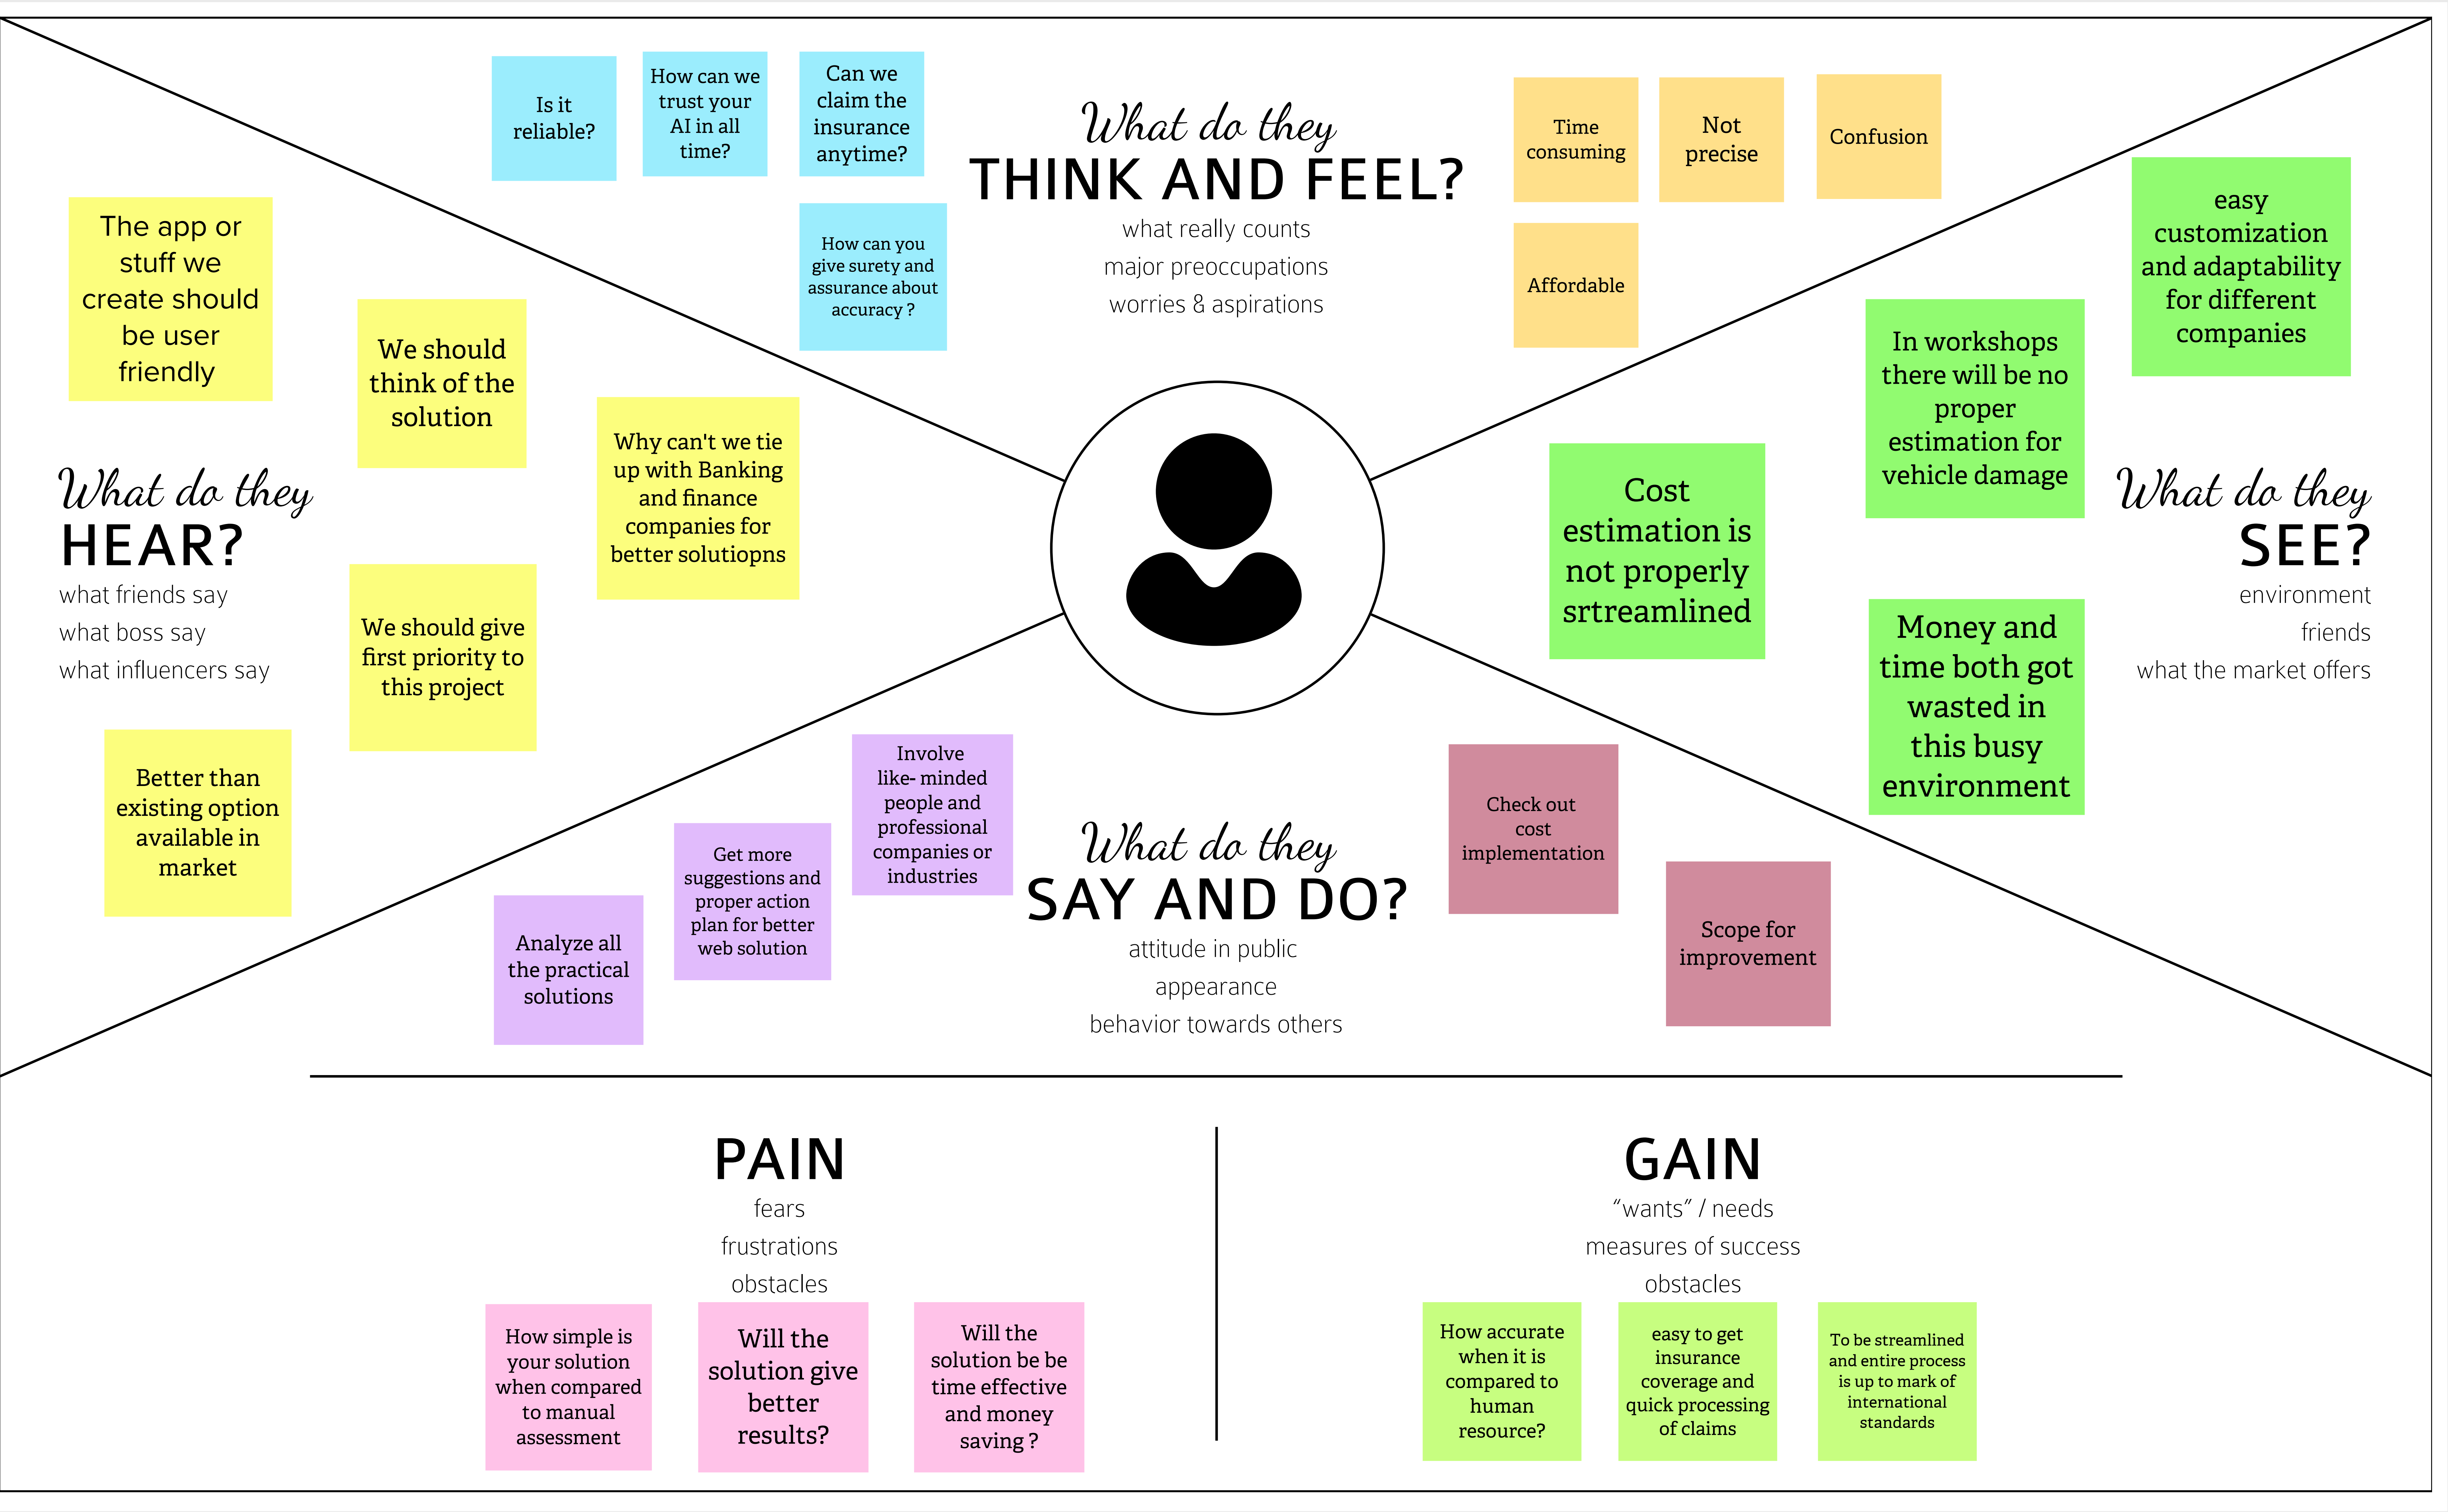 Is it
reliable?
How can we
trust your
AI in all
time?
Can we
claim the
insurance
anytime?
How can you
give surety and
assurance about
accuracy ?
What do they
THINK AND FEEL?
what really counts
major preoccupations
worries & aspirations
Time
consuming
Not
precise
Confusion
Affordable
The app or
stuff we
create should
be user
friendly
We should
think of the
solution
Why can't we tie
up with Banking
and finance
companies for
better solutiopns
What do they
HEAR?
what friends say
what boss say
what influencers say
We should give
first priority to
this project
Better than
existing option
available in
market
easy
customization
and adaptability
for different
companies
In workshops
there will be no
proper
estimation for
vehicle damage
Cost
estimation is
not properly
srtreamlined
What do they
SEE?
environment
friends
what the market offers
Money and
time both got
wasted in
this busy
environment
Involve
like- minded
people and
professional
companies or
industries
Get more
suggestions and
proper action
plan for better
web solution
Analyze all
the practical
solutions
What do they
SAY AND DO?
attitude in public
appearance
behavior towards others
Check out
cost
implementation
Scope for
improvement
PAIN
fears
frustrations
obstacles
How simple is
your solution
when compared
to manual
assessment
Will the
solution give
better
results?
Will the
solution be be
time effective
and money
saving ?
GAIN
“wants” / needs
measures of success
obstacles
How accurate
when it is
compared to
human
resource?
easy to get
insurance
coverage and
quick processing
of claims
To be streamlined
and entire process
is up to mark of
international
standards